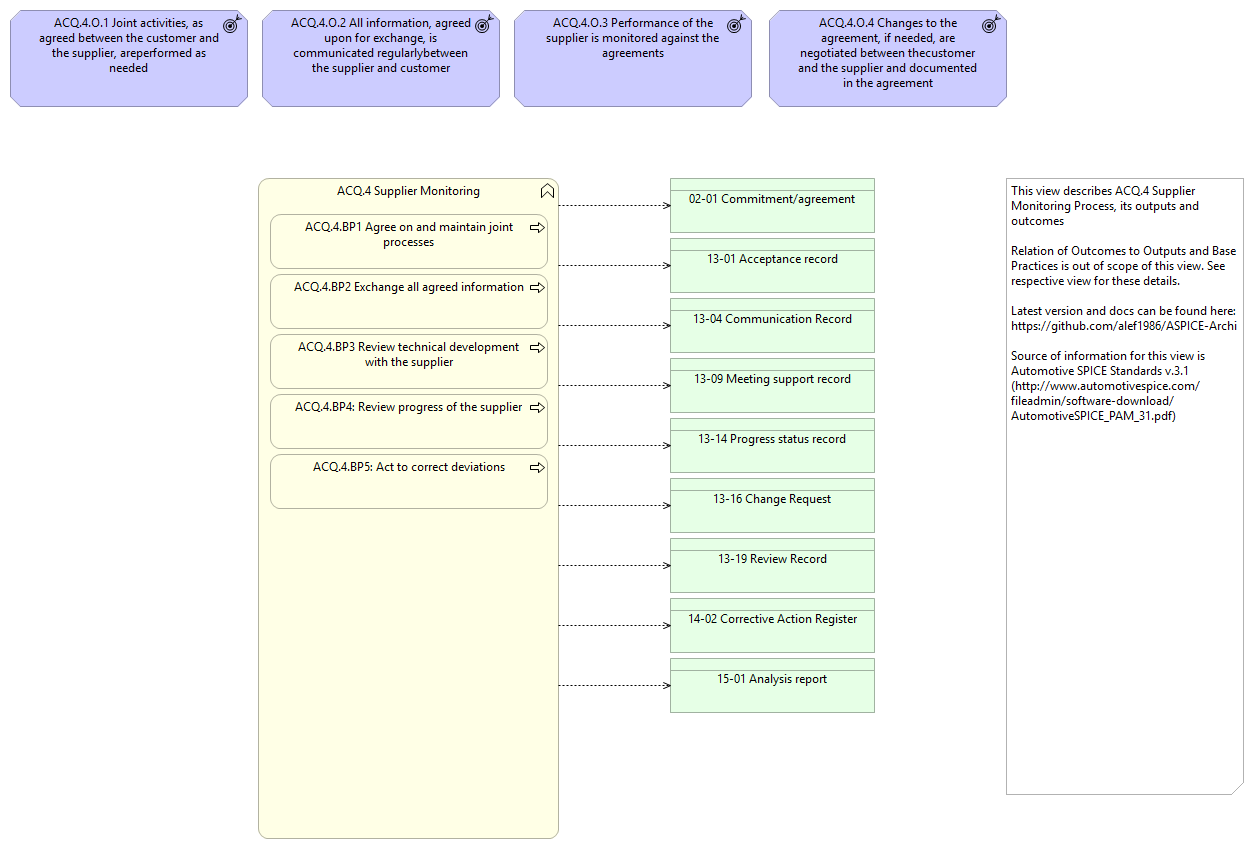 ACQ.4.O.1 Joint activities, as
agreed between the customer and
the supplier, areperformed as
needed
ACQ.4.O.2 All information, agreed
upon for exchange, is
communicated regularlybetween
the supplier and customer
ACQ.4.O.3 Performance of the
supplier is monitored against the
agreements
ACQ.4.O.4 Changes to the
agreement, if needed, are
negotiated between thecustomer
and the supplier and documented
in the agreement
ACQ.4 Supplier Monitoring
ACQ.4.BP1 Agree on and maintain joint
processes
ACQ.4.BP2 Exchange all agreed information
ACQ.4.BP3 Review technical development
with the supplier
ACQ.4.BP4: Review progress of the supplier
ACQ.4.BP5: Act to correct deviations
02-01 Commitment/agreement
13-01 Acceptance record
13-04 Communication Record
13-09 Meeting support record
13-14 Progress status record
13-16 Change Request
13-19 Review Record
14-02 Corrective Action Register
15-01 Analysis report
This view describes ACQ.4 Supplier
Monitoring Process, its outputs and
outcomes
Relation of Outcomes to Outputs and Base
Practices is out of scope of this view. See
respective view for these details.
Latest version and docs can be found here:
https://github.com/alef1986/ASPICE-Archi
Source of information for this view is
Automotive SPICE Standards v.3.1
(http://www.automotivespice.com/
fileadmin/software-download/
AutomotiveSPICE_PAM_31.pdf)